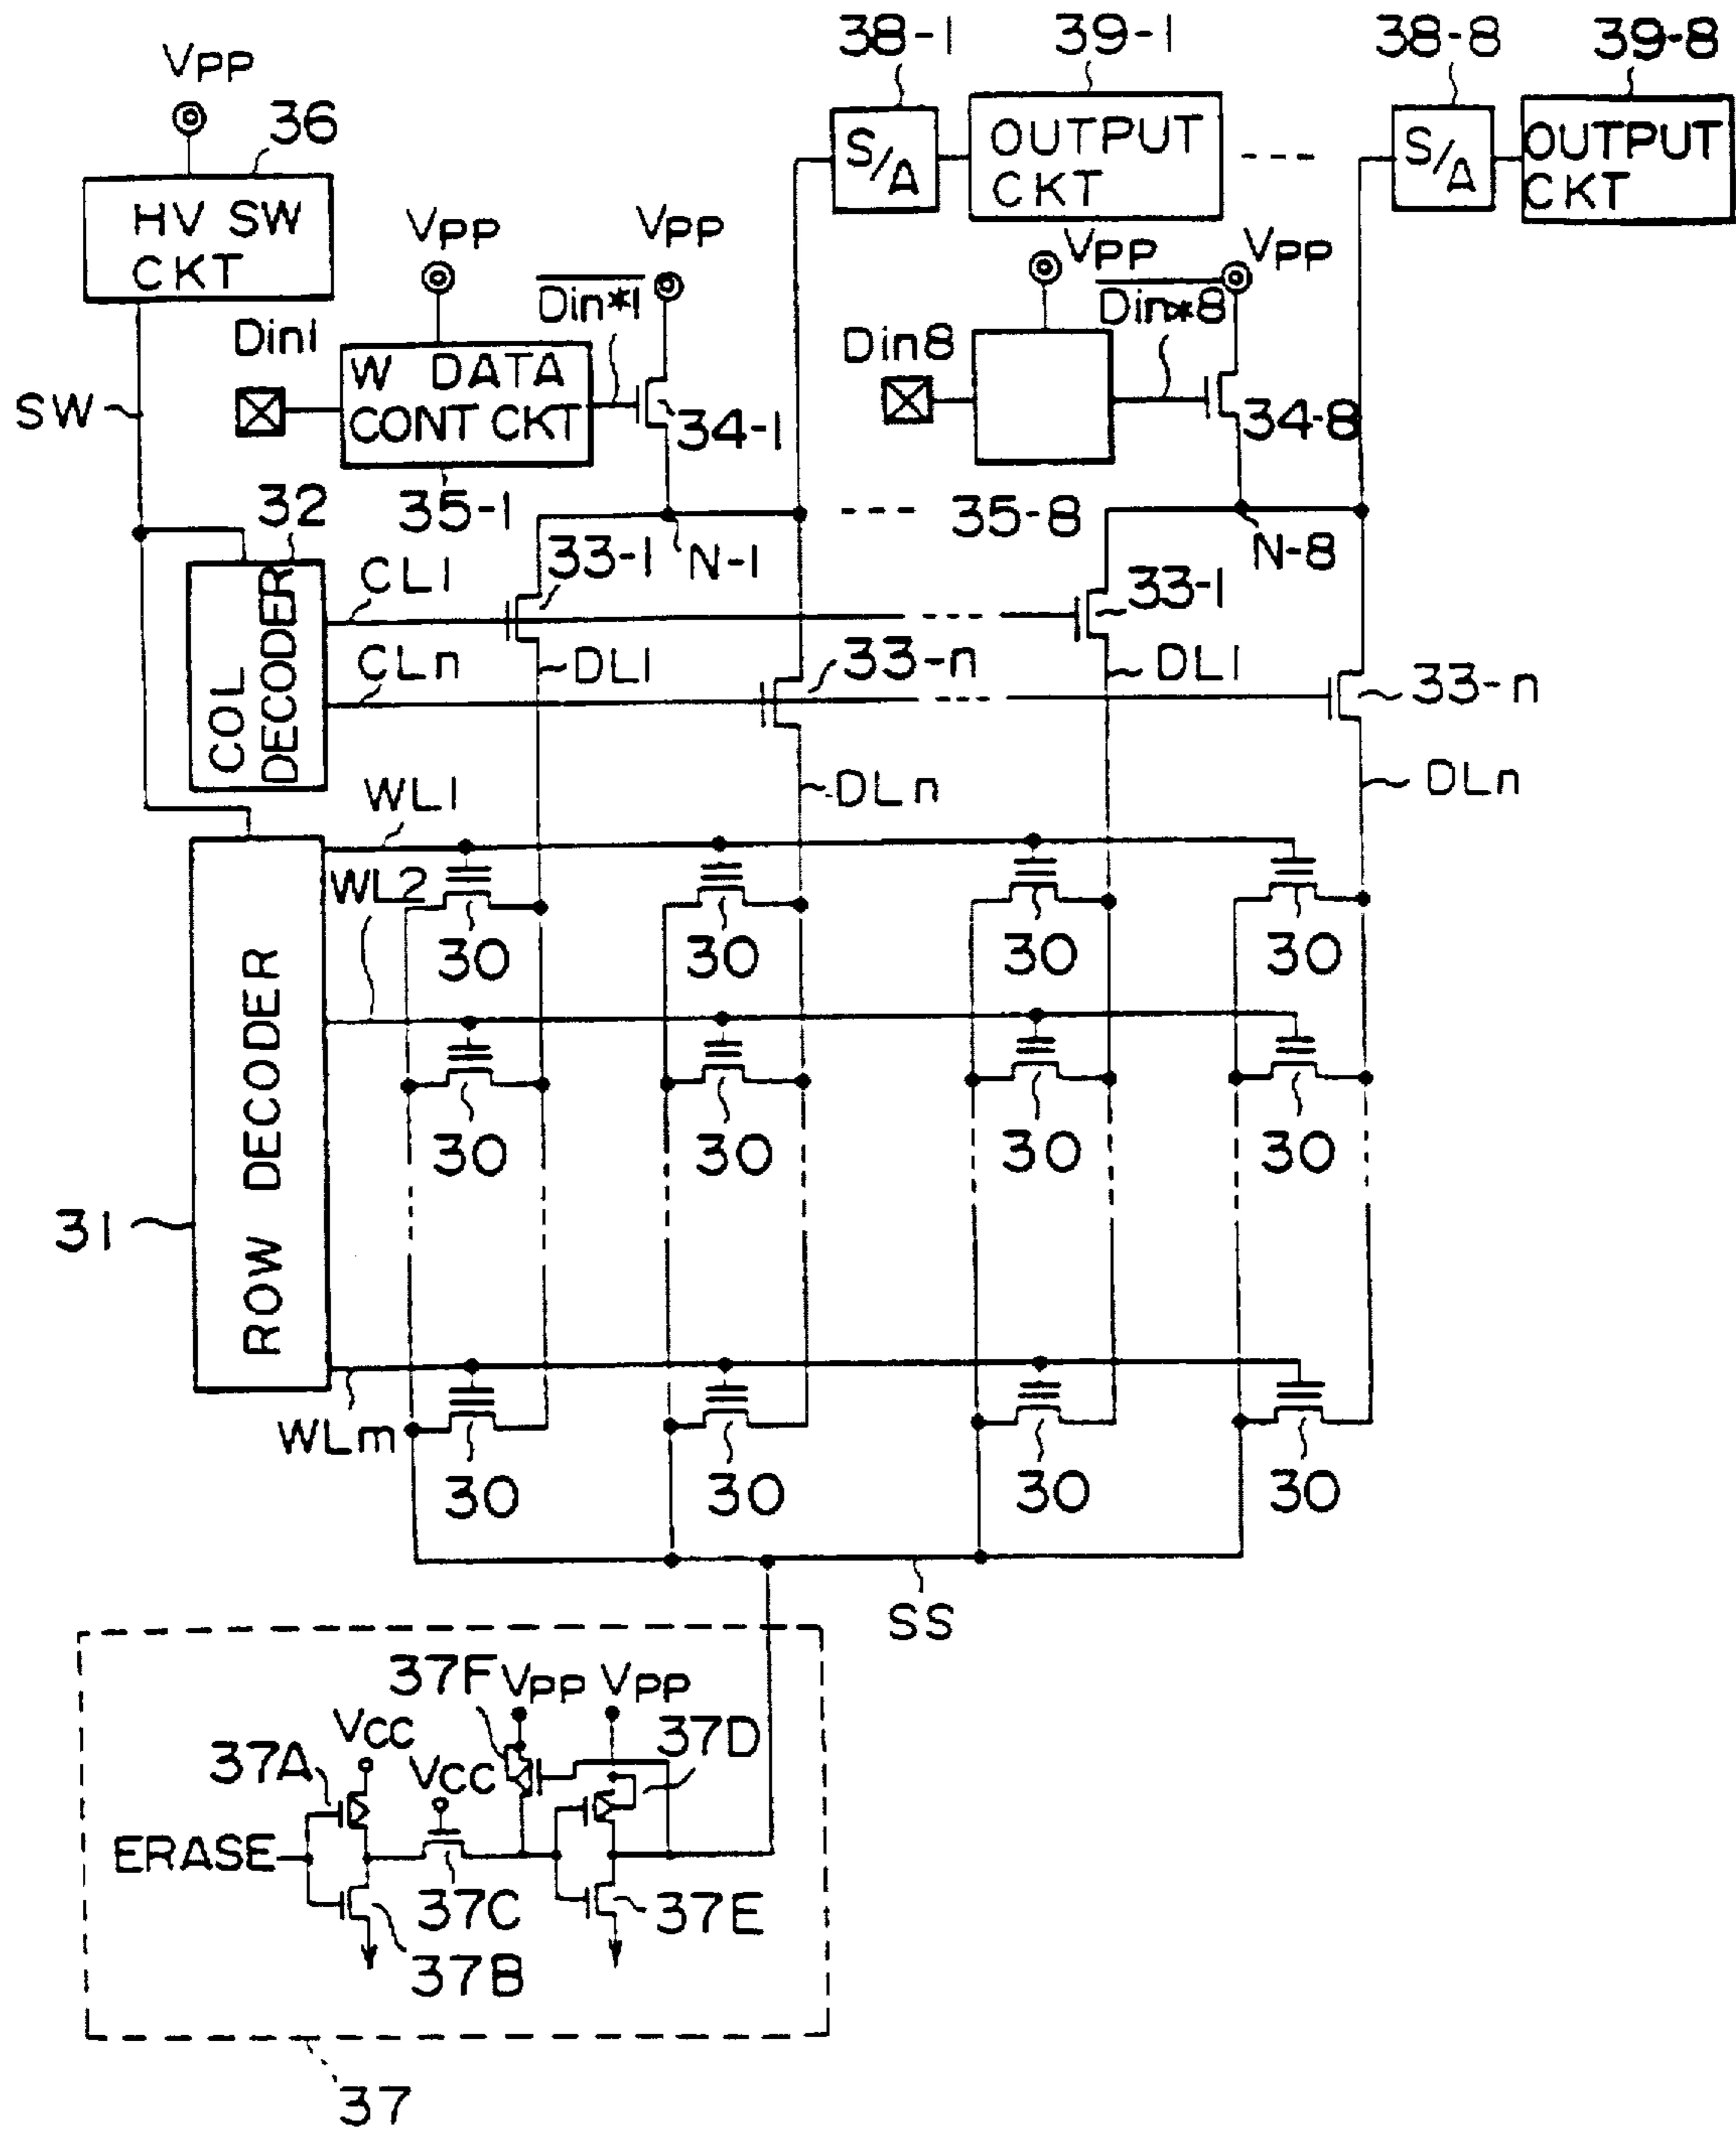 38-1 39-1 38-8 39-8
VPP
36
S/A OUTPUT CKT ---- S/A OUTPUT CKT
HV SW CKT
VPP VPP VPP VPP
Din*1 Din*8
Din1 Din8
W DATA CONT CKT
SW
34-1 34-8
32 35-1 ---- 35-8
N-1 N-8
33-1 33-1
CL1
COL DECODER
DL1 33-n DL1 33-n
CLn
WL1 DLn DLn
WL2
30 30 30 30
ROW DECODER
30 30 30 30
31
WLm
30 30 30 30
SS
37F VPP VPP
VCC 37D
37A VCC
ERASE
37C 37E
37B
37